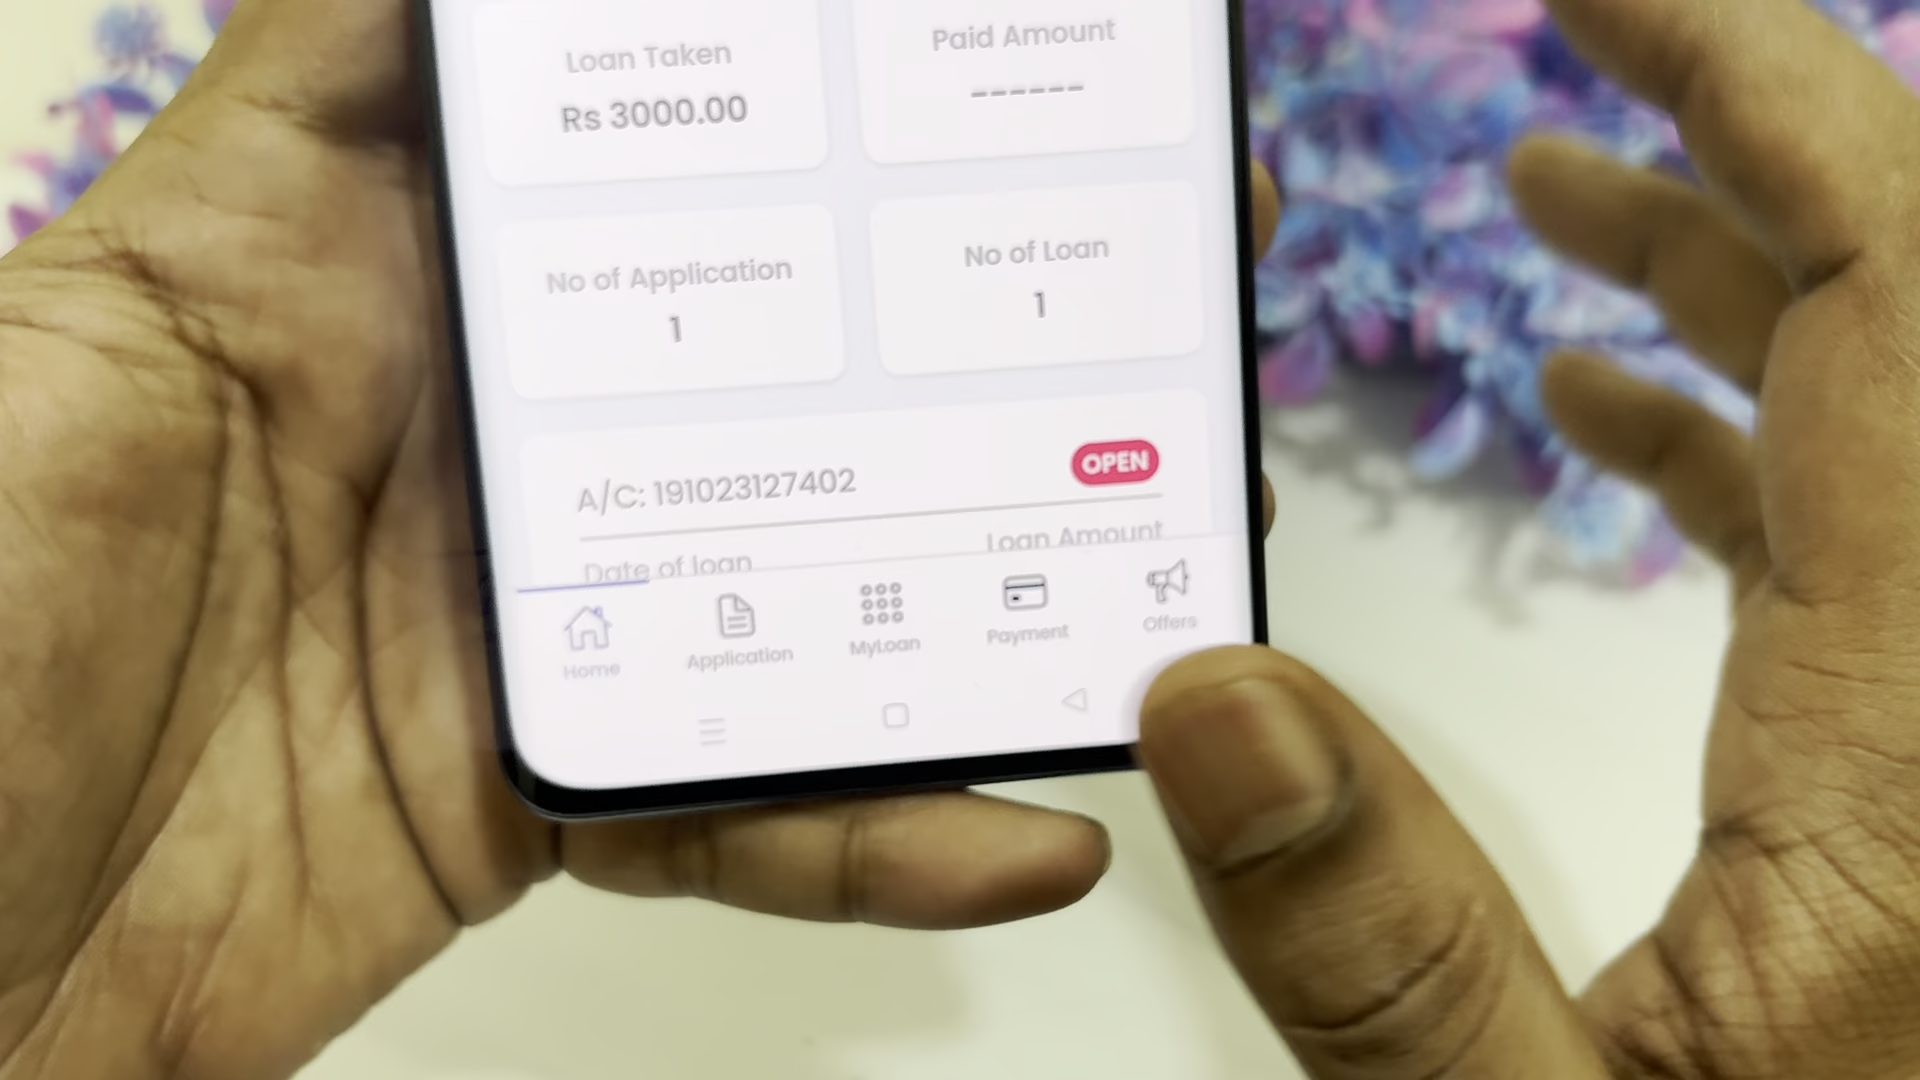 Loan Taken
Rs 3000.00
Paid Amount
------
No of Application
1
No of Loan
1
A/C: 191023127402
OPEN
Date of loan
Loan Amount
Home
Application
MyLoan
Payment
Offers